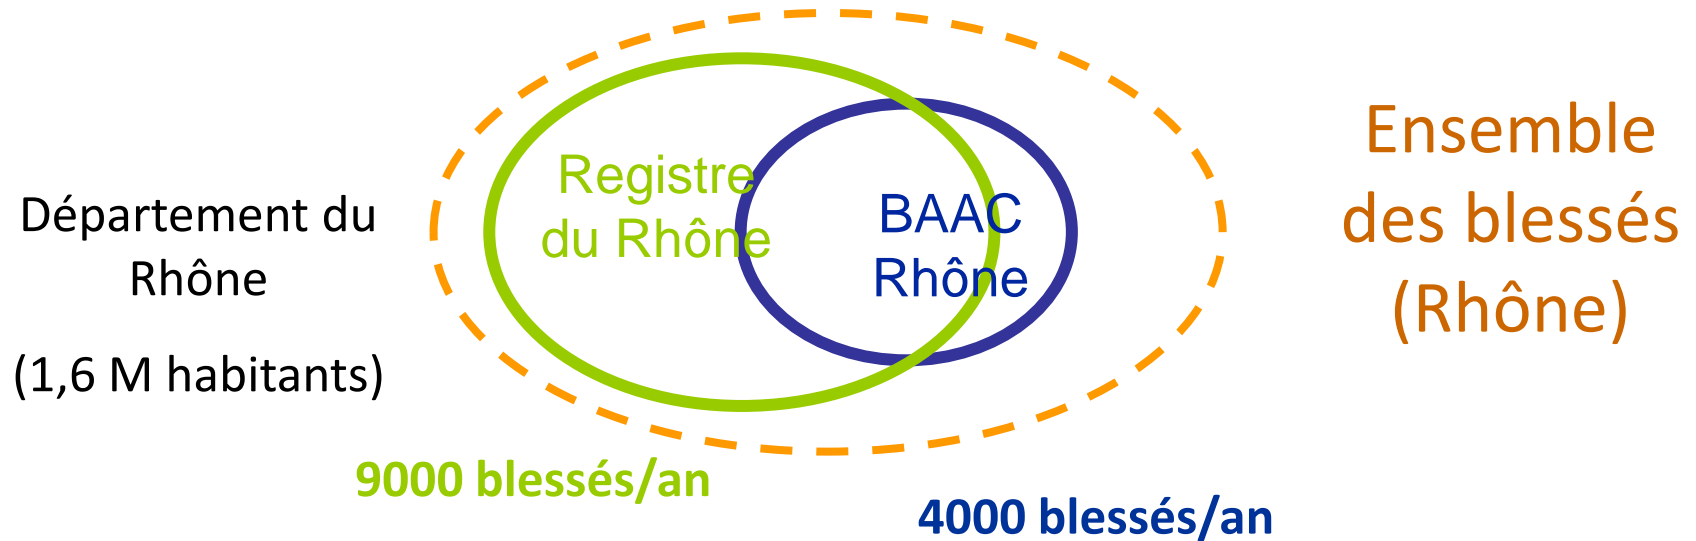 Département du
Rhône
(1,6 M habitants)
Registre
du Rhône
BAAC
Rhône
Ensemble
des blessés
(Rhône)
9000 blessés/an
4000 blessés/an